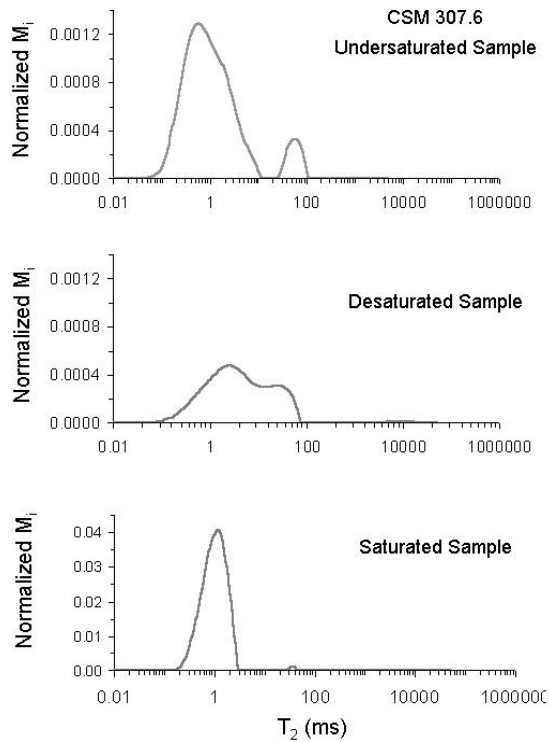 CSM 307.6
Undersaturated Sample
Normalized Mi
0.0012
0.0008
0.0004
0.0000
0.01 1 100 10000 1000000
Desaturated Sample
Normalized Mi
0.0012
0.0008
0.0004
0.0000
0.01 1 100 10000 1000000
Saturated Sample
Normalized Mi
0.04
0.03
0.02
0.01
0.00
0.01 1 100 10000 1000000
T2 (ms)